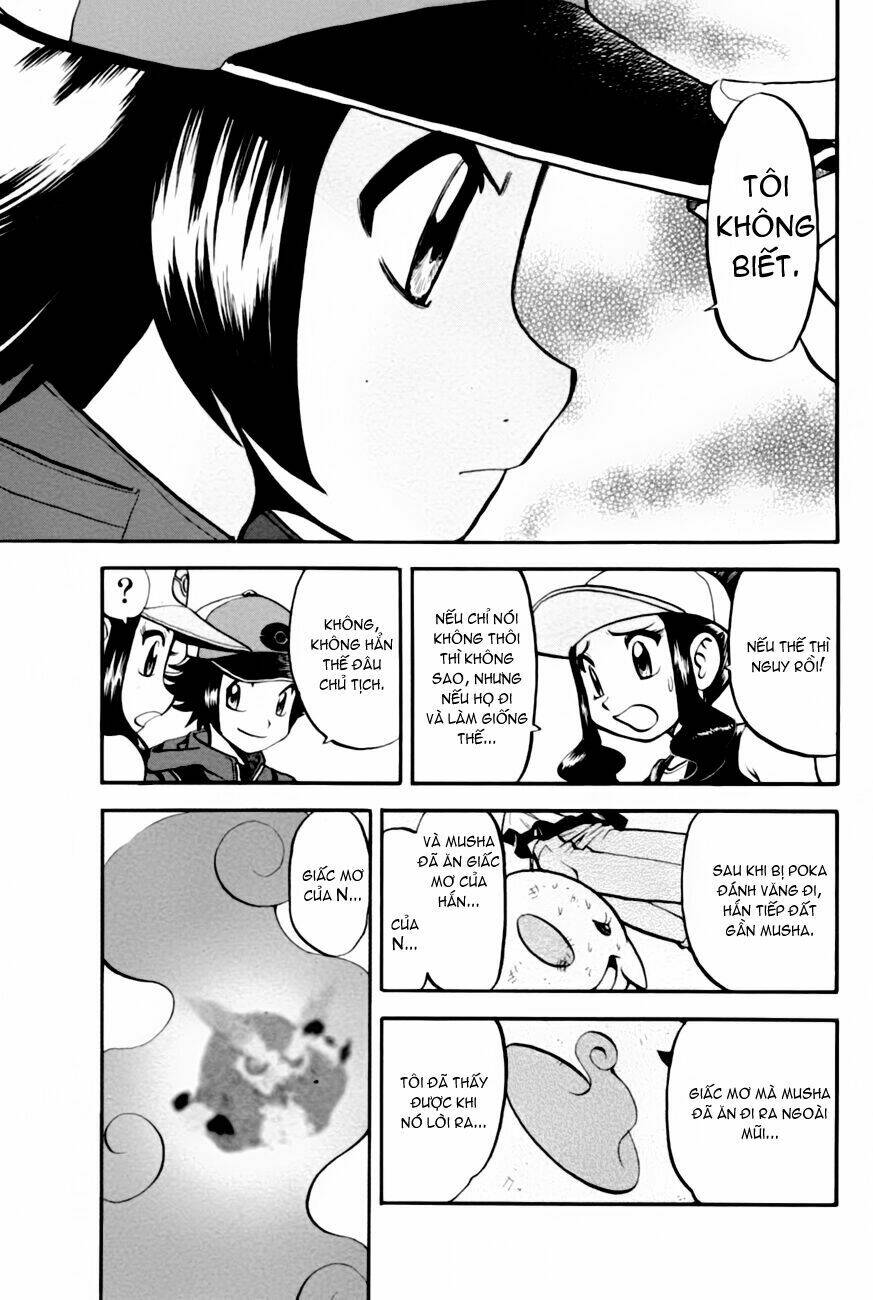 TÔI
KHÔNG
BIẾT.
NẾU THẾ THÌ
NGUY RỒI!
NẾU CHỈ NÓI
KHÔNG THÔI
THÌ KHÔNG
SAO, NHƯNG
NẾU HỌ ĐI
VÀ LÀM GIỐNG
THẾ...
KHÔNG,
KHÔNG HẲN
THẾ ĐÂU
CHỦ TỊCH.
?
SAU KHI BỊ POKA
ĐÁNH VĂNG ĐI,
HẮN TIẾP ĐẤT
GẦN MUSHA.
VÀ MUSHA
ĐÃ ĂN GIẤC
MƠ CỦA
HẮN...
CỦA
N...
GIẤC MƠ MÀ MUSHA
ĐÃ ĂN ĐI RA NGOÀI
MŨI...
TÔI ĐÃ THẤY
ĐƯỢC KHI
NÓ LÒI RA...
GIẤC MƠ
CỦA N...